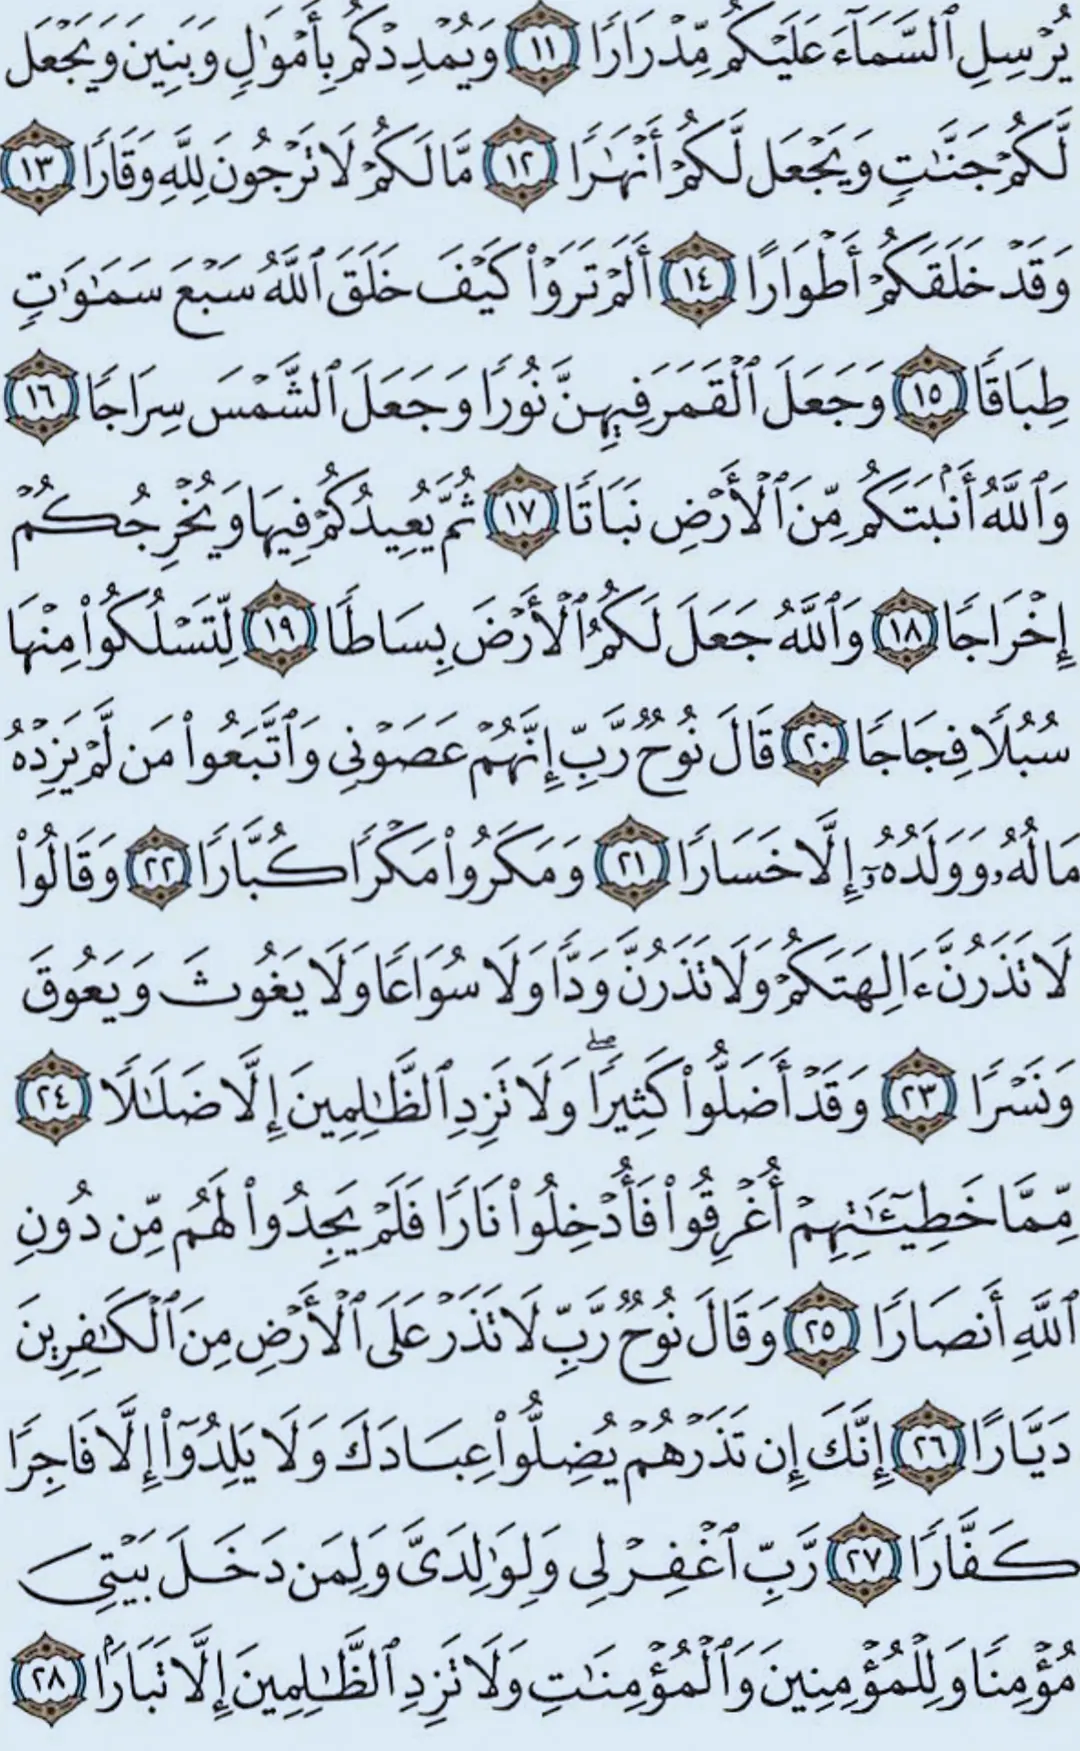 يُرْسِلِ ٱلسَّمَآءَ عَلَيْكُم مِّدْرَارًا ١١ وَيُمْدِدْكُم بِأَمْوَٰلٍ وَبَنِينَ وَيَجْعَل
لَّكُمْ جَنَّٰتٍ وَيَجْعَل لَّكُمْ أَنْهَٰرًا ١٢ مَّا لَكُمْ لَا تَرْجُونَ لِلَّهِ وَقَارًا ١٣
وَقَدْ خَلَقَكُمْ أَطْوَارًا ١٤ أَلَمْ تَرَوْا۟ كَيْفَ خَلَقَ ٱللَّهُ سَبْعَ سَمَٰوَٰتٍ
طِبَاقًا ١٥ وَجَعَلَ ٱلْقَمَرَ فِيهِنَّ نُورًا وَجَعَلَ ٱلشَّمْسَ سِرَاجًا ١٦
وَٱللَّهُ أَنۢبَتَكُم مِّنَ ٱلْأَرْضِ نَبَاتًا ١٧ ثُمَّ يُعِيدُكُمْ فِيهَا وَيُخْرِجُكُمْ
إِخْرَاجًا ١٨ وَٱللَّهُ جَعَلَ لَكُمُ ٱلْأَرْضَ بِسَاطًا ١٩ لِّتَسْلُكُوا۟ مِنْهَا
سُبُلًا فِجَاجًا ٢٠ قَالَ نُوحٌ رَّبِّ إِنَّهُمْ عَصَوْنِى وَٱتَّبَعُوا۟ مَن لَّمْ يَزِدْهُ
مَالُهُۥ وَوَلَدُهُۥٓ إِلَّا خَسَارًا ٢١ وَمَكَرُوا۟ مَكْرًا كُبَّارًا ٢٢ وَقَالُوا۟
لَا تَذَرُنَّ ءَالِهَتَكُمْ وَلَا تَذَرُنَّ وَدًّا وَلَا سُوَاعًا وَلَا يَغُوثَ وَيَعُوقَ
وَنَسْرًا ٢٣ وَقَدْ أَضَلُّوا۟ كَثِيرًا ۖ وَلَا تَزِدِ ٱلظَّٰلِمِينَ إِلَّا ضَلَٰلًا ٢٤
مِّمَّا خَطِيٓـَٰٔتِهِمْ أُغْرِقُوا۟ فَأُدْخِلُوا۟ نَارًا فَلَمْ يَجِدُوا۟ لَهُم مِّن دُونِ
ٱللَّهِ أَنصَارًا ٢٥ وَقَالَ نُوحٌ رَّبِّ لَا تَذَرْ عَلَى ٱلْأَرْضِ مِنَ ٱلْكَٰفِرِينَ
دَيَّارًا ٢٦ إِنَّكَ إِن تَذَرْهُمْ يُضِلُّوا۟ عِبَادَكَ وَلَا يَلِدُوٓا۟ إِلَّا فَاجِرًا
كَفَّارًا ٢٧ رَّبِّ ٱغْفِرْ لِى وَلِوَٰلِدَىَّ وَلِمَن دَخَلَ بَيْتِىَ
مُؤْمِنًا وَلِلْمُؤْمِنِينَ وَٱلْمُؤْمِنَٰتِ وَلَا تَزِدِ ٱلظَّٰلِمِينَ إِلَّا تَبَارًۢا ٢٨